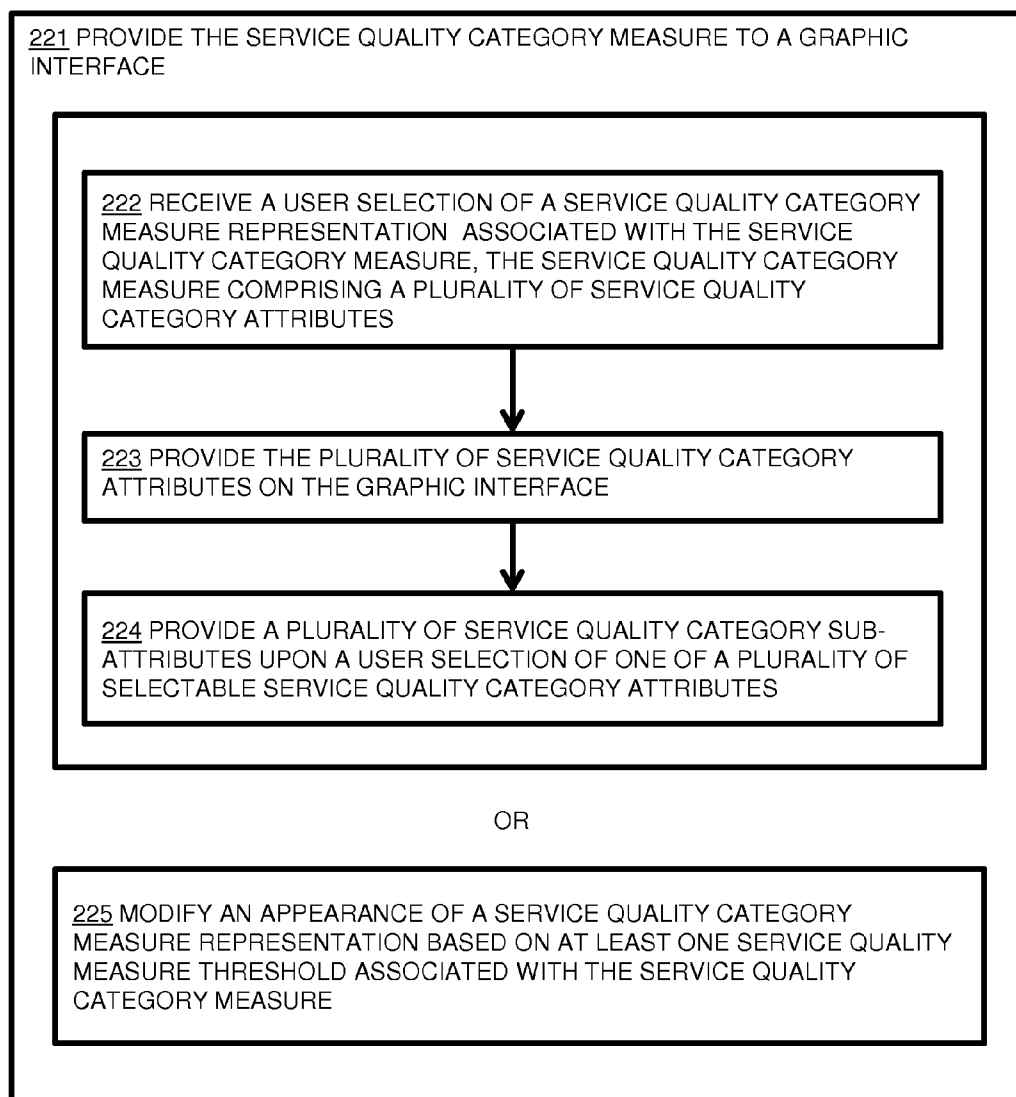 221 PROVIDE THE SERVICE QUALITY CATEGORY MEASURE TO A GRAPHIC
INTERFACE
222 RECEIVE A USER SELECTION OF A SERVICE QUALITY CATEGORY
MEASURE REPRESENTATION ASSOCIATED WITH THE SERVICE
QUALITY CATEGORY MEASURE, THE SERVICE QUALITY CATEGORY
MEASURE COMPRISING A PLURALITY OF SERVICE QUALITY
CATEGORY ATTRIBUTES
223 PROVIDE THE PLURALITY OF SERVICE QUALITY CATEGORY
ATTRIBUTES ON THE GRAPHIC INTERFACE
224 PROVIDE A PLURALITY OF SERVICE QUALITY CATEGORY SUB-
ATTRIBUTES UPON A USER SELECTION OF ONE OF A PLURALITY OF
SELECTABLE SERVICE QUALITY CATEGORY ATTRIBUTES
OR
225 MODIFY AN APPEARANCE OF A SERVICE QUALITY CATEGORY
MEASURE REPRESENTATION BASED ON AT LEAST ONE SERVICE QUALITY
MEASURE THRESHOLD ASSOCIATED WITH THE SERVICE QUALITY
CATEGORY MEASURE